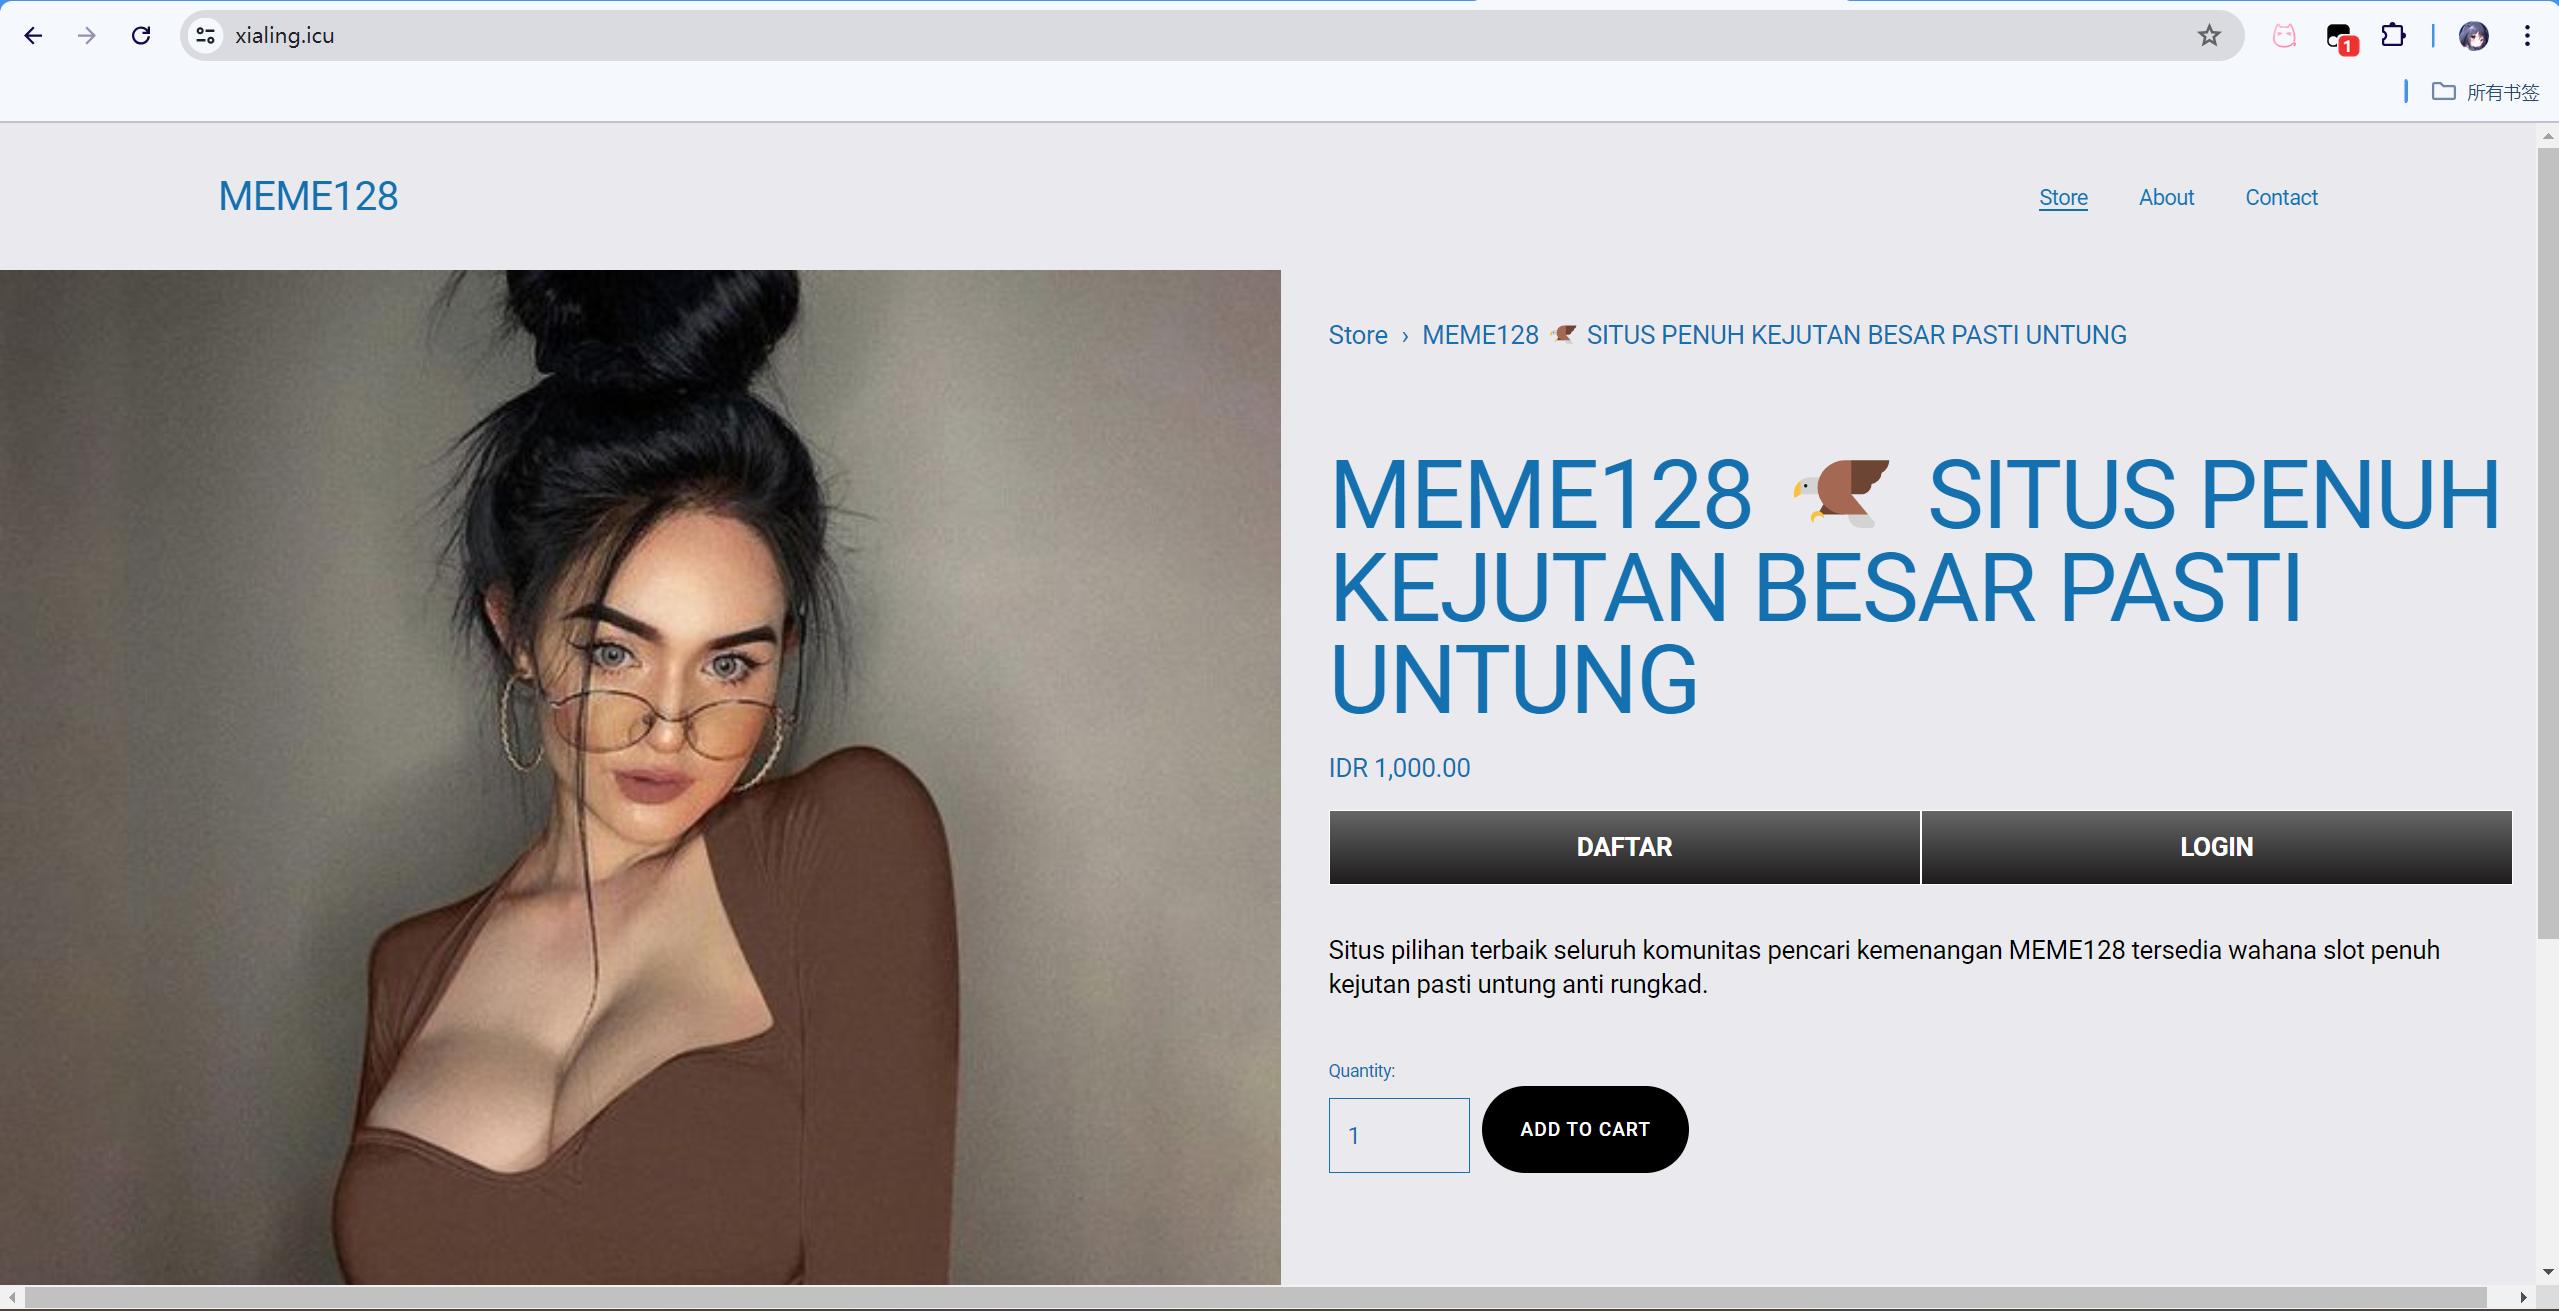 xialing.icu
1
所有书签
MEME128
Store About Contact
Store › MEME128 🦅 SITUS PENUH KEJUTAN BESAR PASTI UNTUNG
MEME128 🦅 SITUS PENUH
KEJUTAN BESAR PASTI
UNTUNG
IDR 1,000.00
DAFTAR LOGIN
Situs pilihan terbaik seluruh komunitas pencari kemenangan MEME128 tersedia wahana slot penuh
kejutan pasti untung anti rungkad.
Quantity:
1 ADD TO CART